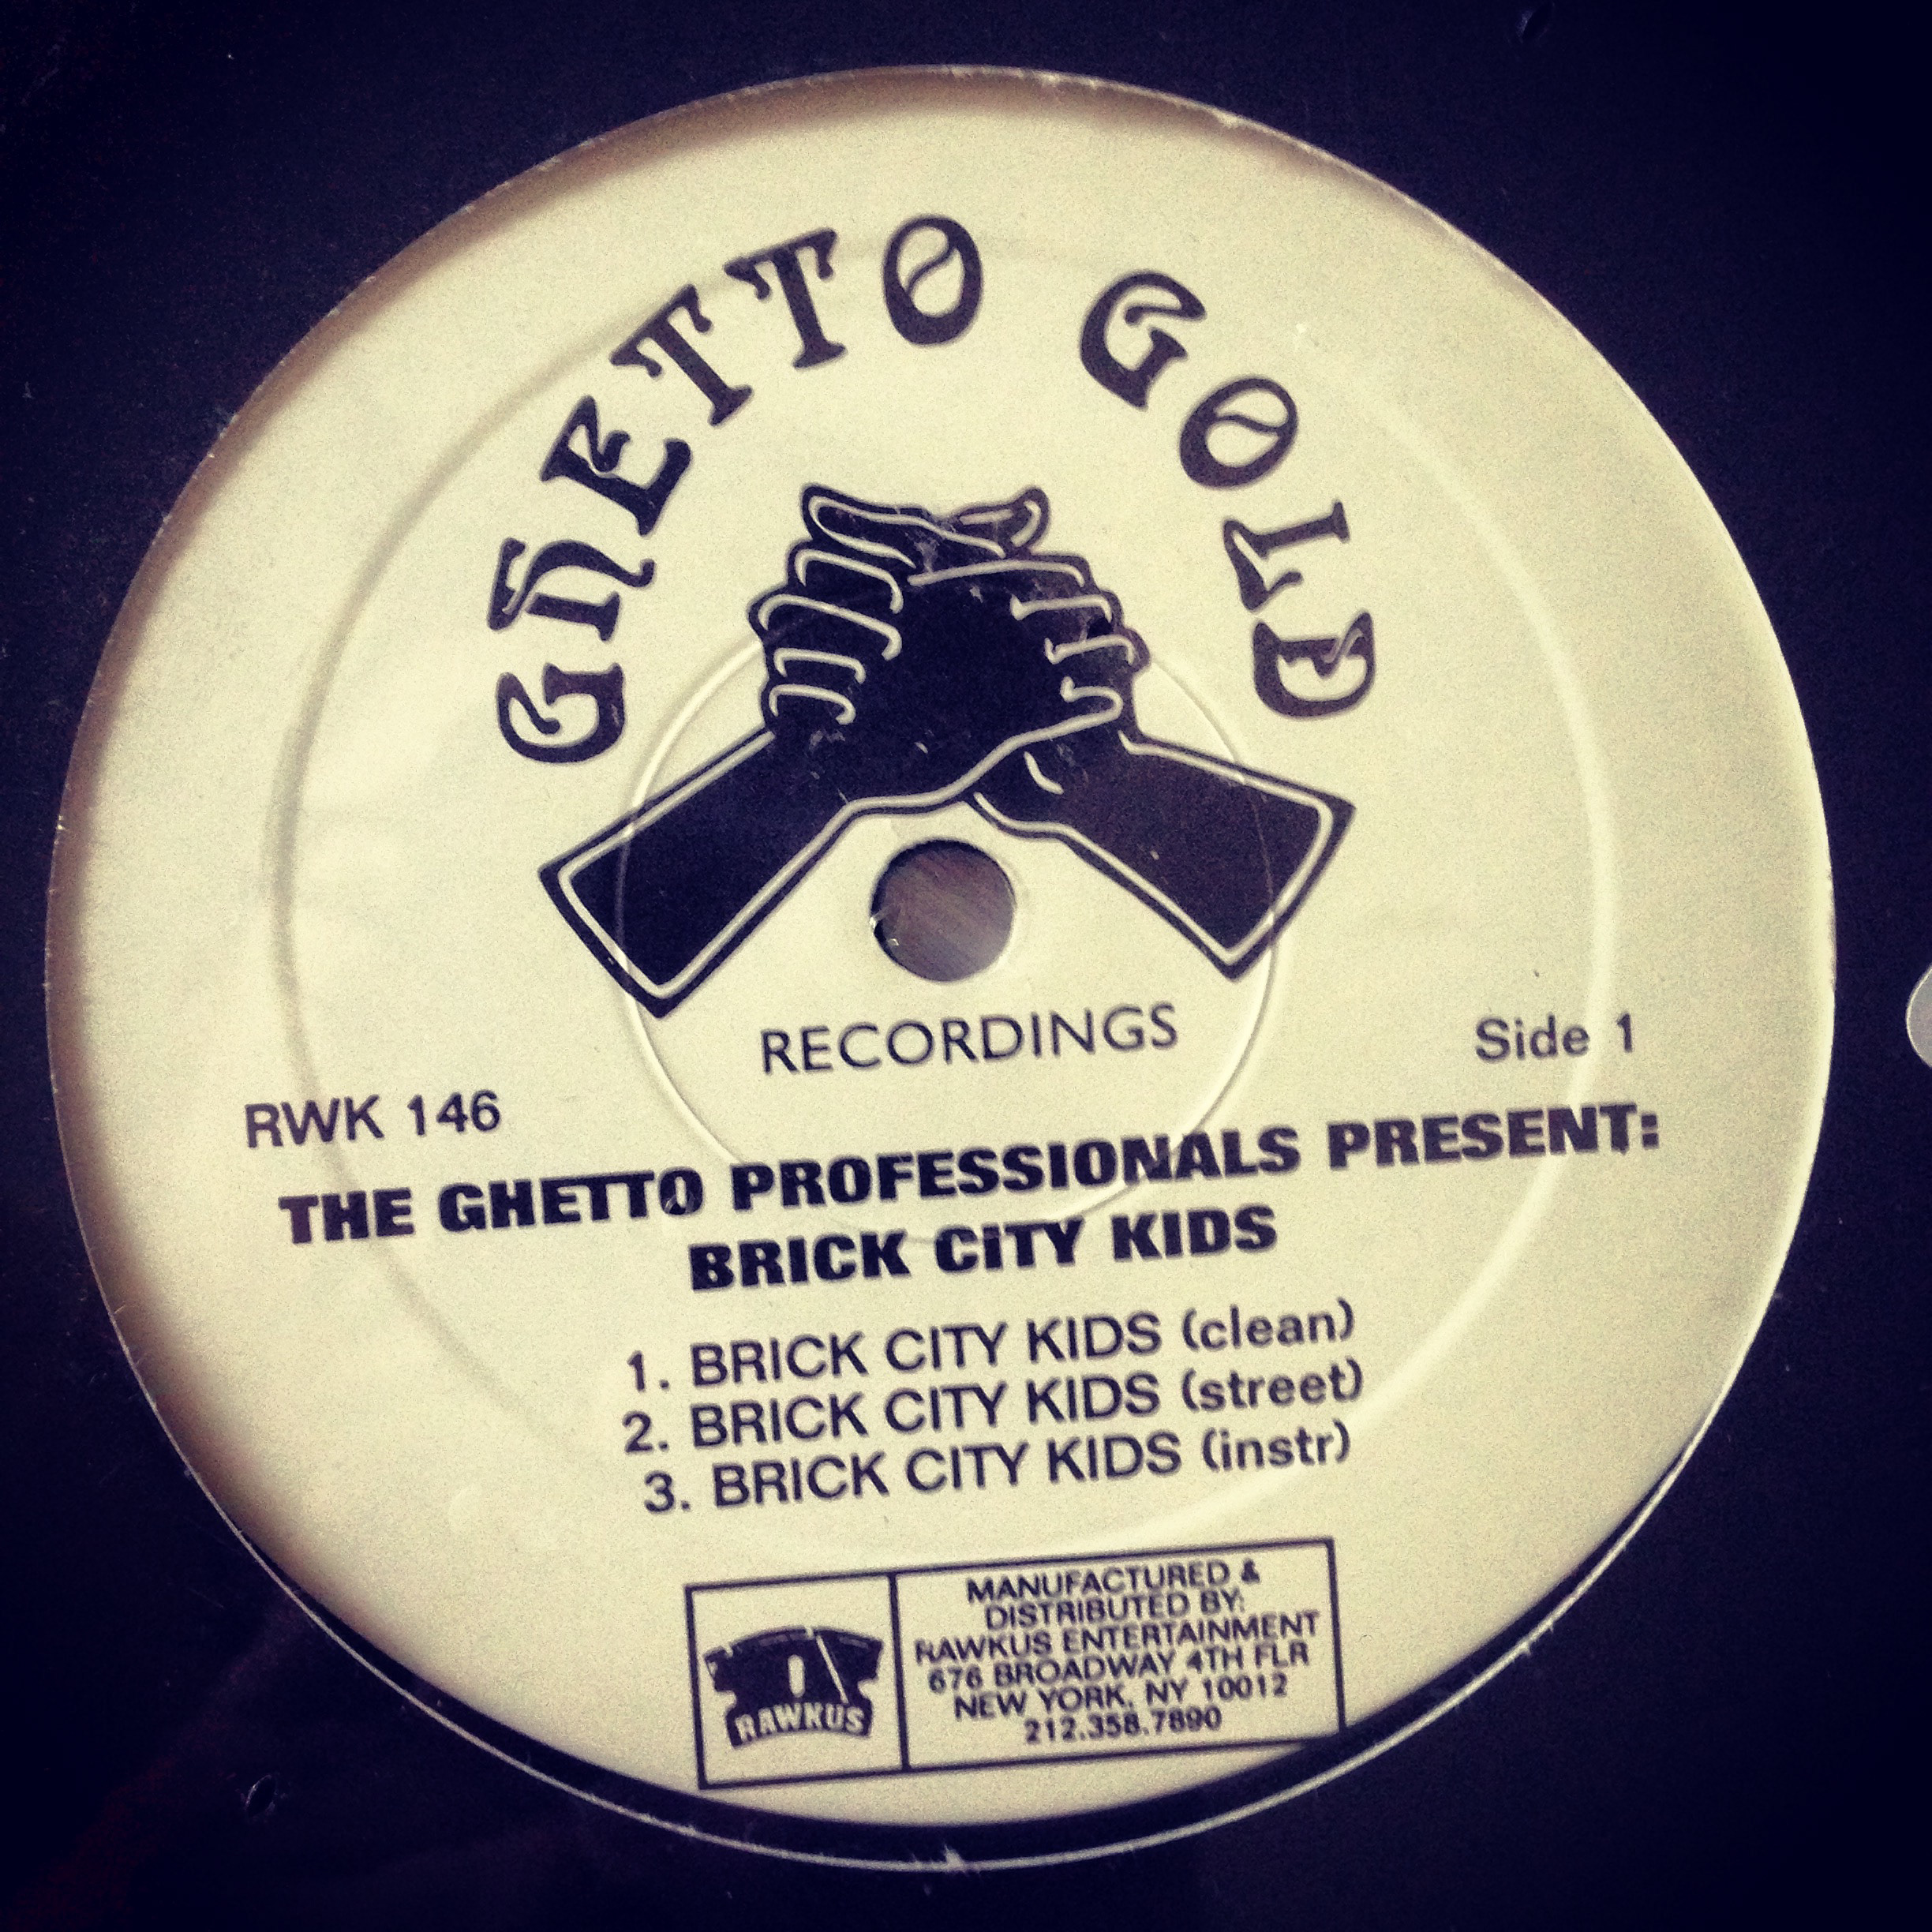 GHETTO GOLD
RECORDINGS
Side 1
RWK 146
THE GHETTO PROFESSIONALS PRESENT:
BRICK CITY KIDS
1. BRICK CITY KIDS (clean)
2. BRICK CITY KIDS (street)
3. BRICK CITY KIDS (instr)
RAWKUS
MANUFACTURED &
DISTRIBUTED BY:
RAWKUS ENTERTAINMENT
676 BROADWAY 4TH FLR
NEW YORK, NY 10012
212.358.7890